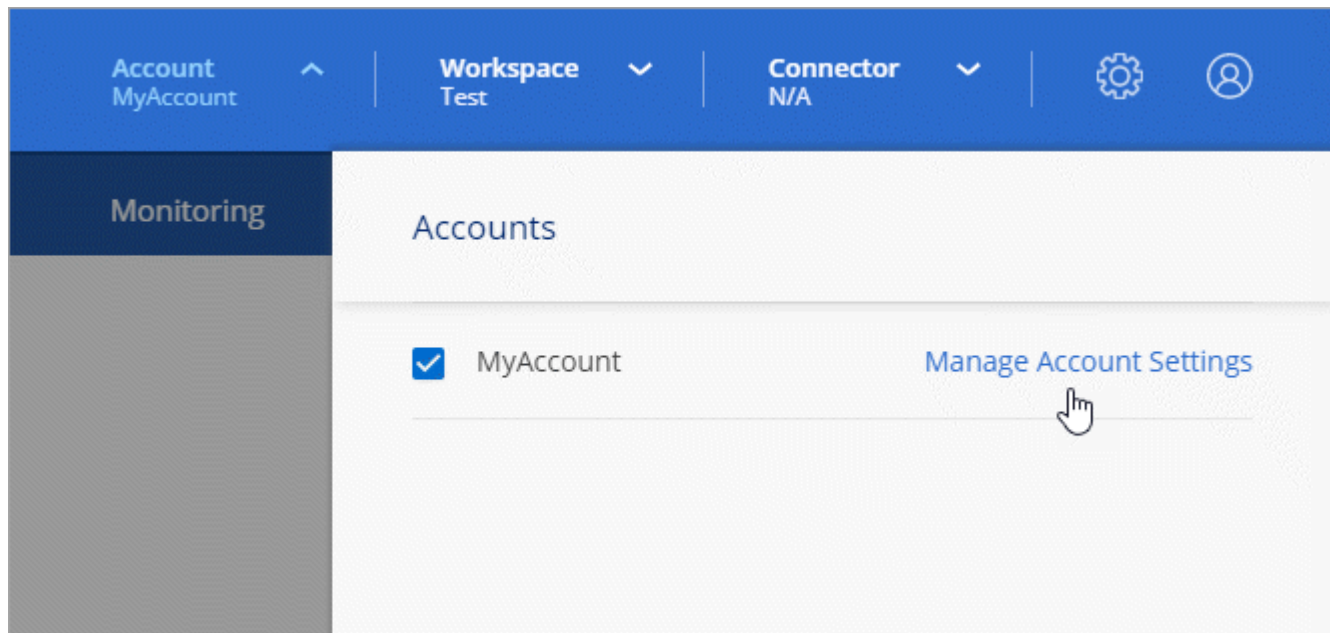 Account
MyAccount
Workspace
Test
Connector
N/A
Monitoring
Accounts
MyAccount
Manage Account Settings